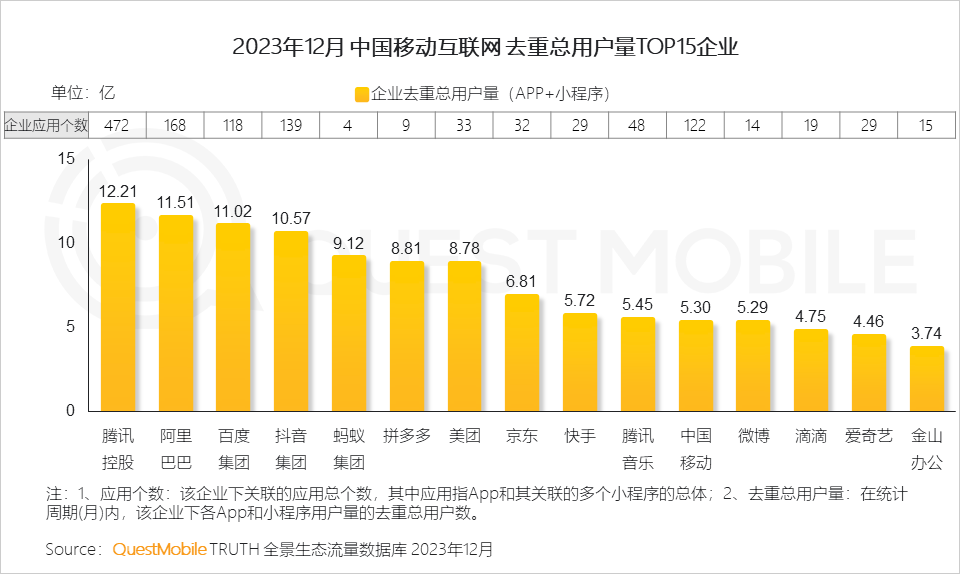 2023年12月 中国移动互联网 去重总用户量TOP15企业
单位：亿
企业去重总用户量（APP+小程序）
企业应用个数 472 168 118 139 4 9 33 32 29 48 122 14 19 29 15
15
12.21 11.51 11.02 10.57 9.12 8.81 8.78 6.81 5.72 5.45 5.30 5.29 4.75 4.46 3.74
10
QUEST MOBILE
5
0
腾讯 阿里 百度 抖音 蚂蚁 拼多多 美团 京东 快手 腾讯 中国 微博 滴滴 爱奇艺 金山
控股 巴巴 集团 集团 集团 音乐 移动 办公
注：1、应用个数：该企业下关联的应用总个数，其中应用指App和其关联的多个小程序的总体；2、去重总用户量：在统计
周期(月)内，该企业下各App和小程序用户量的去重总用户数。
Source：QuestMobile TRUTH 全景生态流量数据库 2023年12月